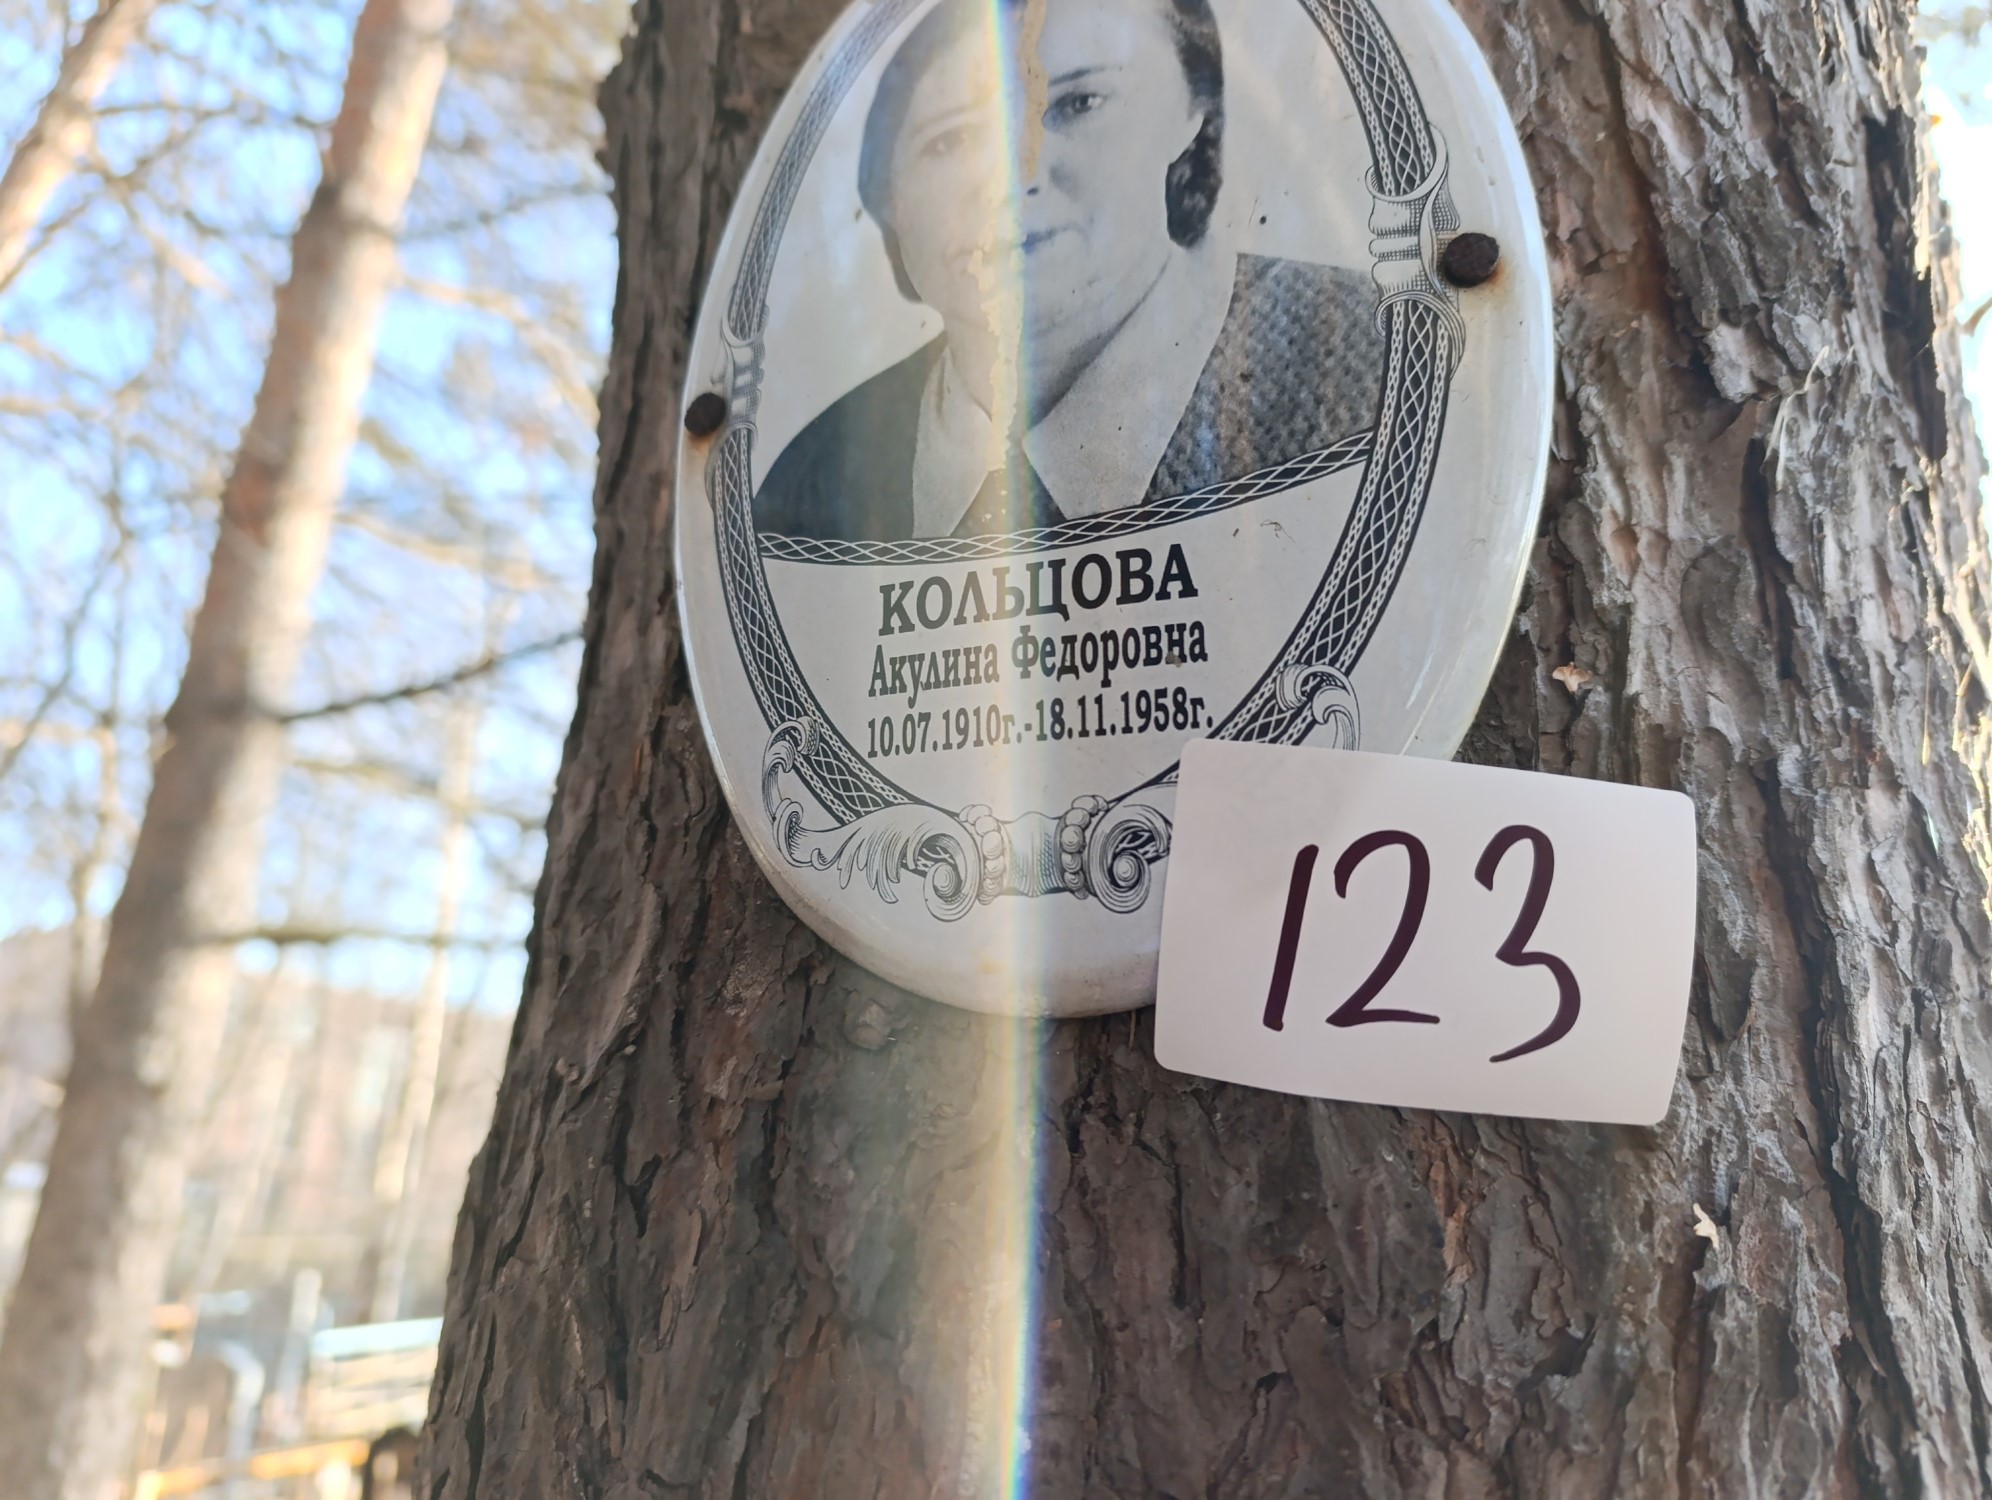 КОЛЬЦОВА
Акулина Федоровна
10.07.1910г.-18.11.1958г.
123